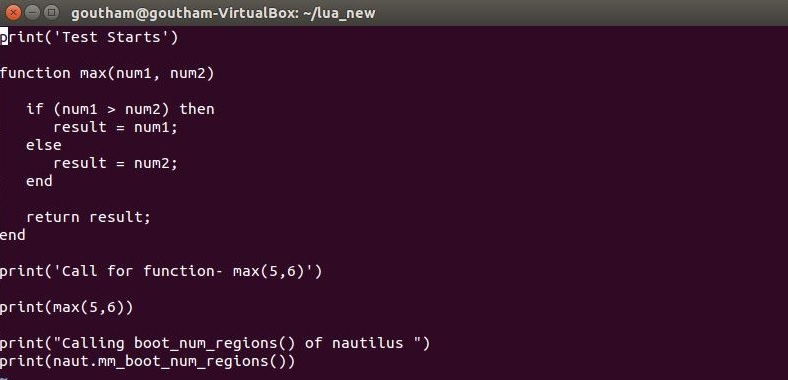 goutham@goutham-VirtualBox: ~/lua_new
print('Test Starts')
function max(num1, num2)
if (num1 > num2) then
result = num1;
else
result = num2;
end
return result;
end
print('Call for function- max(5,6)')
print(max(5,6))
print("Calling boot_num_regions() of nautilus ")
print(naut.mm_boot_num_regions())
~